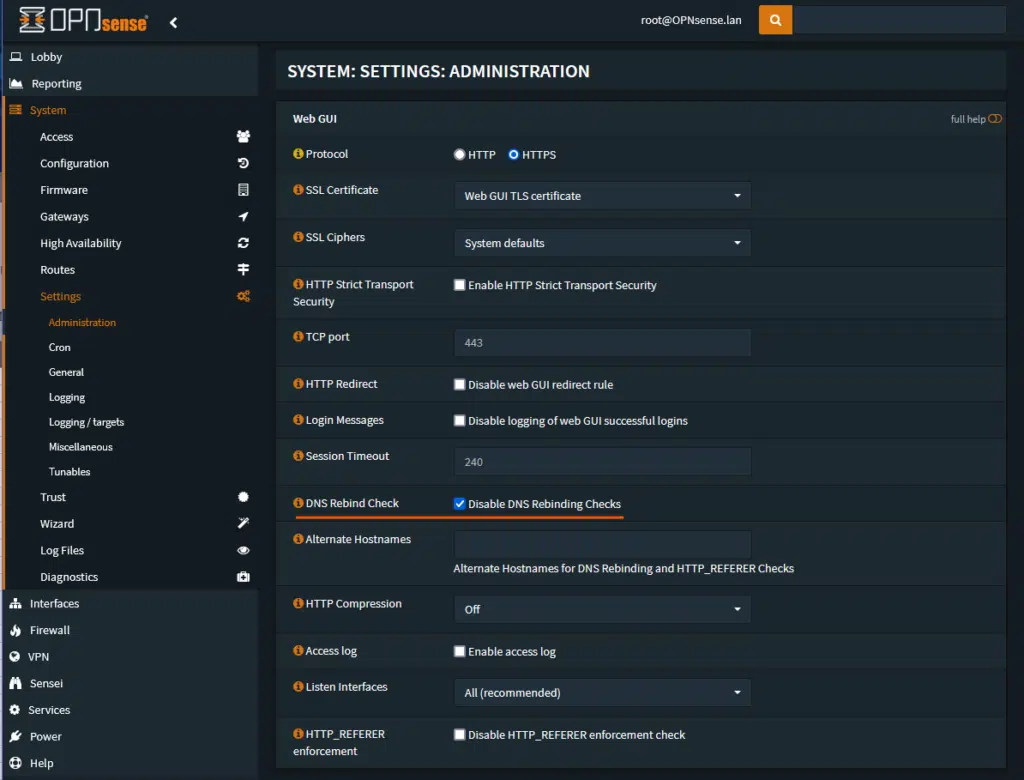 OPNsense
root@OPNsense.lan
Lobby
Reporting
System
Access
Configuration
Firmware
Gateways
High Availability
Routes
Settings
Administration
Cron
General
Logging
Logging / targets
Miscellaneous
Tunables
Trust
Wizard
Log Files
Diagnostics
Interfaces
Firewall
VPN
Sensei
Services
Power
Help
SYSTEM: SETTINGS: ADMINISTRATION
Web GUI
full help
Protocol
HTTP HTTPS
SSL Certificate
Web GUI TLS certificate
SSL Ciphers
System defaults
HTTP Strict Transport
Security
Enable HTTP Strict Transport Security
TCP port
443
HTTP Redirect
Disable web GUI redirect rule
Login Messages
Disable logging of web GUI successful logins
Session Timeout
240
DNS Rebind Check
Disable DNS Rebinding Checks
Alternate Hostnames
Alternate Hostnames for DNS Rebinding and HTTP_REFERER Checks
HTTP Compression
Off
Access log
Enable access log
Listen Interfaces
All (recommended)
HTTP_REFERER
enforcement
Disable HTTP_REFERER enforcement check